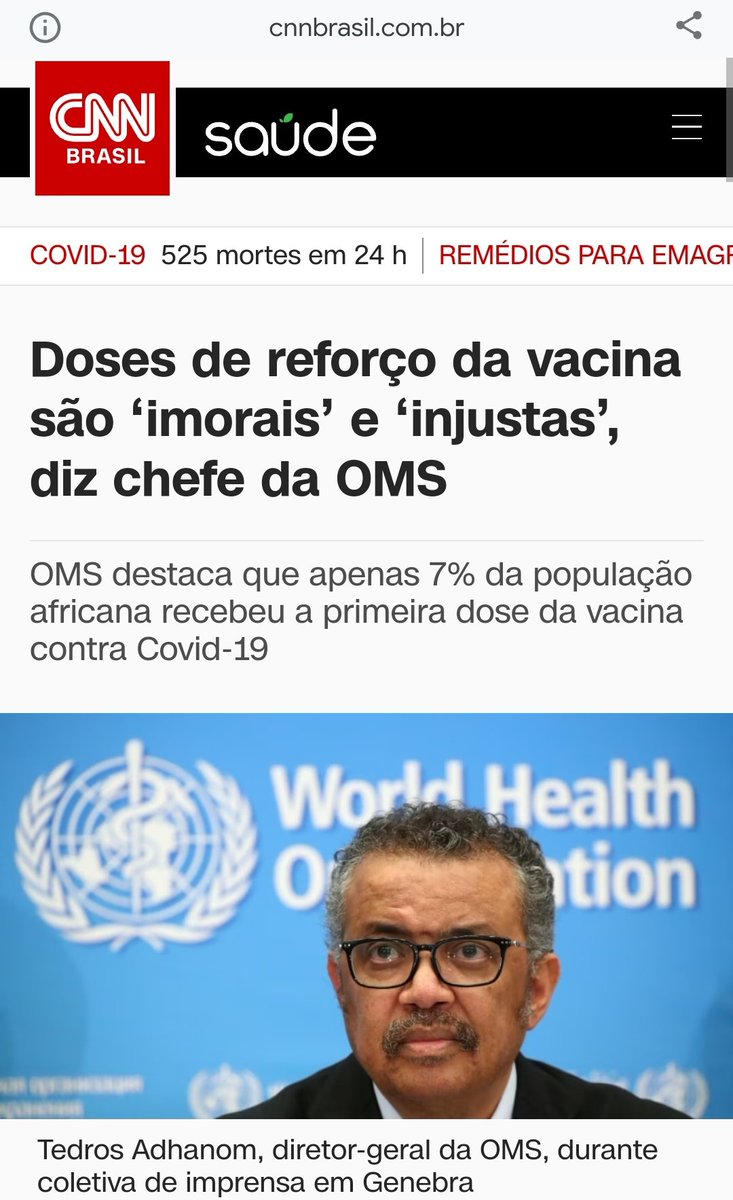 cnnbrasil.com.br
CNN
BRASIL
saúde
COVID-19 525 mortes em 24 h | REMÉDIOS PARA EMAGR
Doses de reforço da vacina
são ‘imorais’ e ‘injustas’,
diz chefe da OMS
OMS destaca que apenas 7% da população
africana recebeu a primeira dose da vacina
contra Covid-19
World Health
O ation
Tedros Adhanom, diretor-geral da OMS, durante
coletiva de imprensa em Genebra